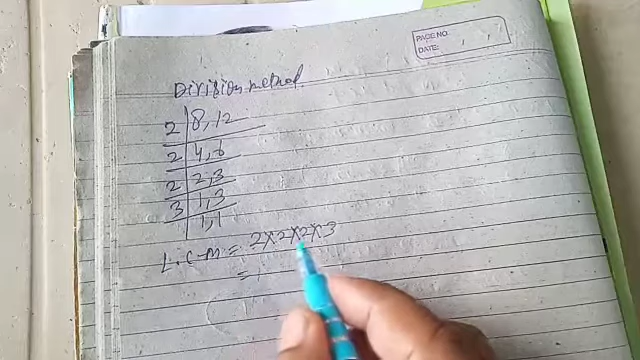 PAGE NO.
DATE:
Division method
2 | 8, 12
2 | 4, 6
2 | 2, 3
3 | 1, 3
| 1, 1
L.C.M = 2×2×2×3
=